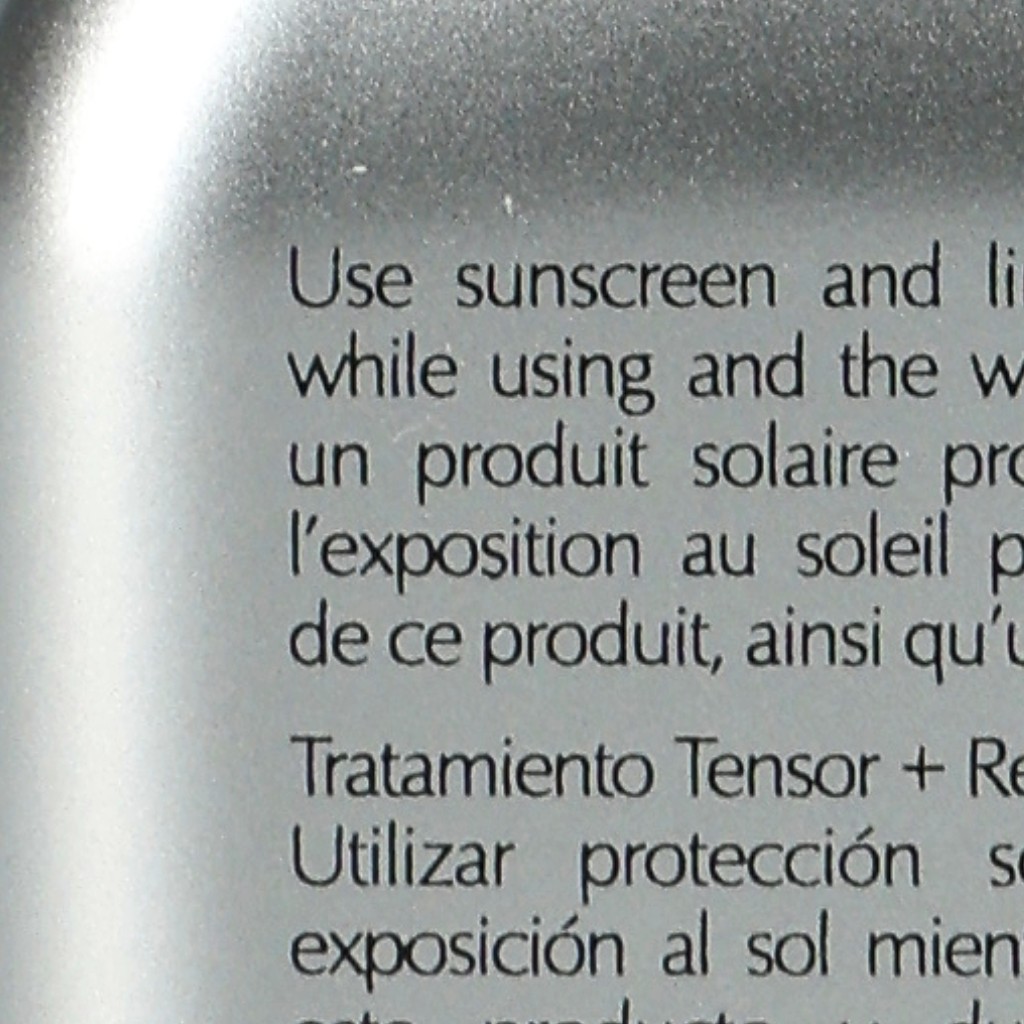 Use sunscreen and
while using and the
un produit solaire
l'exposition au soleil
de ce produit, ainsi
Tratamiento Tensor +
Utilizar protección
exposición al sol